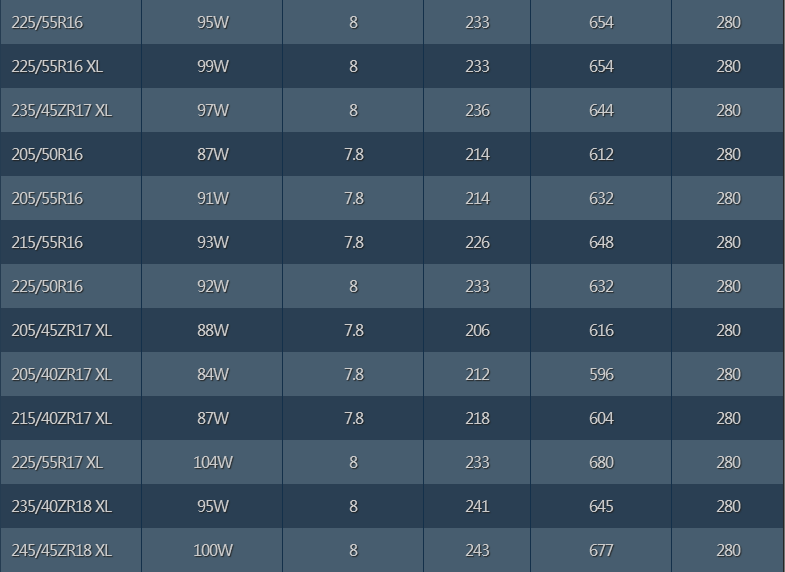 225/55R16 95W 8 233 654 280
225/55R16 XL 99W 8 233 654 280
235/45ZR17 XL 97W 8 236 644 280
205/50R16 87W 7.8 214 612 280
205/55R16 91W 7.8 214 632 280
215/55R16 93W 7.8 226 648 280
225/50R16 92W 8 233 632 280
205/45ZR17 XL 88W 7.8 206 616 280
205/40ZR17 XL 84W 7.8 212 596 280
215/40ZR17 XL 87W 7.8 218 604 280
225/55R17 XL 104W 8 233 680 280
235/40ZR18 XL 95W 8 241 645 280
245/45ZR18 XL 100W 8 243 677 280